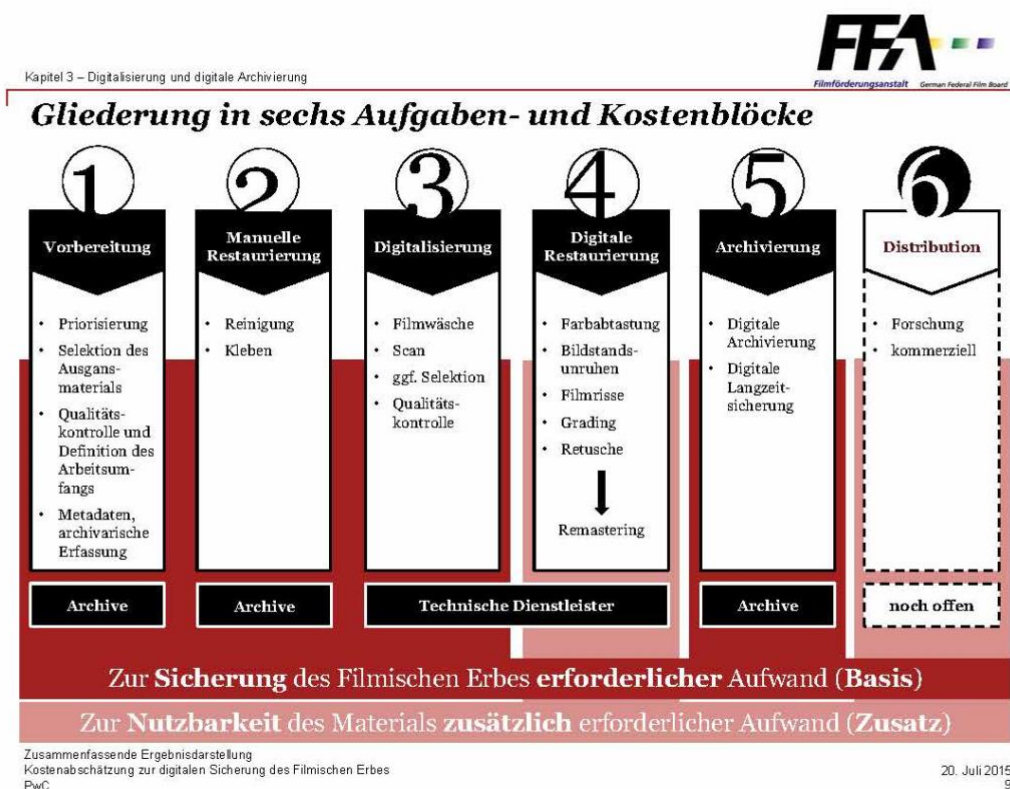 FFA
Filmförderungsanstalt German Federal Film Board
Kapitel 3 – Digitalisierung und digitale Archivierung
Gliederung in sechs Aufgaben- und Kostenblöcke
1
Vorbereitung
• Priorisierung
• Selektion des
Ausgans-
materials
• Qualitäts-
kontrolle und
Definition des
Arbeitsum-
fangs
• Metadaten,
archivarische
Erfassung
Archive
2
Manuelle
Restaurierung
• Reinigung
• Kleben
Archive
3
Digitalisierung
• Filmwäsche
• Scan
• ggf. Selektion
• Qualitäts-
kontrolle
4
Digitale
Restaurierung
• Farbabtastung
• Bildstands-
unruhen
• Filmrisse
• Grading
• Retusche
Remastering
Technische Dienstleister
5
Archivierung
• Digitale
Archivierung
• Digitale
Langzeit-
sicherung
Archive
6
Distribution
• Forschung
• kommerziell
noch offen
Zur Sicherung des Filmischen Erbes erforderlicher Aufwand (Basis)
Zur Nutzbarkeit des Materials zusätzlich erforderlicher Aufwand (Zusatz)
Zusammenfassende Ergebnisdarstellung
Kostenabschätzung zur digitalen Sicherung des Filmischen Erbes
PwC
20. Juli 2015
9